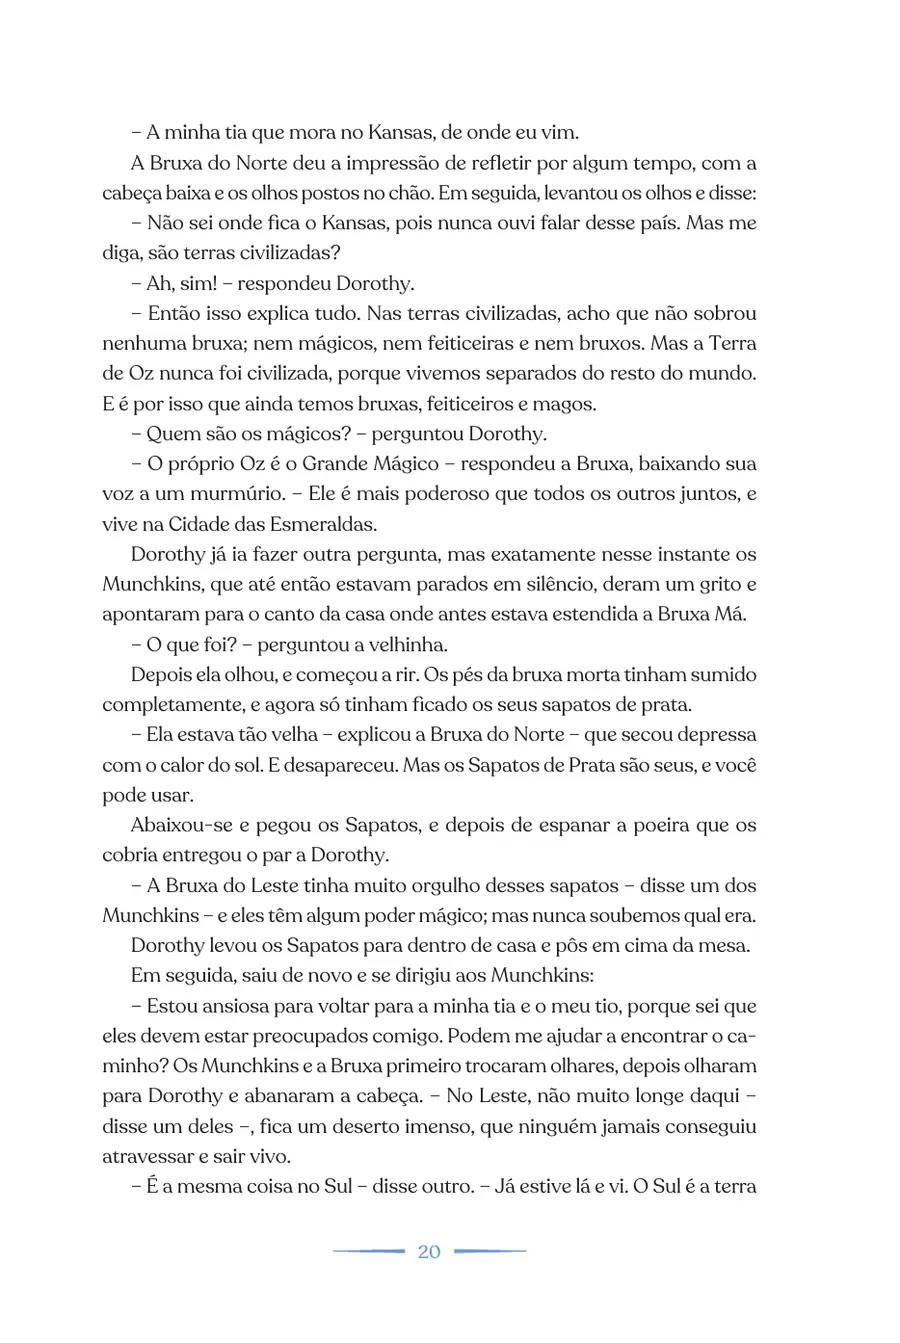 – A minha tia que mora no Kansas, de onde eu vim.
A Bruxa do Norte deu a impressão de refletir por algum tempo, com a
cabeça baixa e os olhos postos no chão. Em seguida, levantou os olhos e disse:
– Não sei onde fica o Kansas, pois nunca ouvi falar desse país. Mas me
diga, são terras civilizadas?
– Ah, sim! – respondeu Dorothy.
– Então isso explica tudo. Nas terras civilizadas, acho que não sobrou
nenhuma bruxa; nem mágicos, nem feiticeiras e nem bruxos. Mas a Terra
de Oz nunca foi civilizada, porque vivemos separados do resto do mundo.
E é por isso que ainda temos bruxas, feiticeiros e magos.
– Quem são os mágicos? – perguntou Dorothy.
– O próprio Oz é o Grande Mágico – respondeu a Bruxa, baixando sua
voz a um murmúrio. – Ele é mais poderoso que todos os outros juntos, e
vive na Cidade das Esmeraldas.
Dorothy já ia fazer outra pergunta, mas exatamente nesse instante os
Munchkins, que até então estavam parados em silêncio, deram um grito e
apontaram para o canto da casa onde antes estava estendida a Bruxa Má.
– O que foi? – perguntou a velhinha.
Depois ela olhou, e começou a rir. Os pés da bruxa morta tinham sumido
completamente, e agora só tinham ficado os seus sapatos de prata.
– Ela estava tão velha – explicou a Bruxa do Norte – que secou depressa
com o calor do sol. E desapareceu. Mas os Sapatos de Prata são seus, e você
pode usar.
Abaixou-se e pegou os Sapatos, e depois de espanar a poeira que os
cobria entregou o par a Dorothy.
– A Bruxa do Leste tinha muito orgulho desses sapatos – disse um dos
Munchkins – e eles têm algum poder mágico; mas nunca soubemos qual era.
Dorothy levou os Sapatos para dentro de casa e pôs em cima da mesa.
Em seguida, saiu de novo e se dirigiu aos Munchkins:
– Estou ansiosa para voltar para a minha tia e o meu tio, porque sei que
eles devem estar preocupados comigo. Podem me ajudar a encontrar o ca-
minho? Os Munchkins e a Bruxa primeiro trocaram olhares, depois olharam
para Dorothy e abanaram a cabeça. – No Leste, não muito longe daqui –
disse um deles –, fica um deserto imenso, que ninguém jamais conseguiu
atravessar e sair vivo.
– É a mesma coisa no Sul – disse outro. – Já estive lá e vi. O Sul é a terra
20